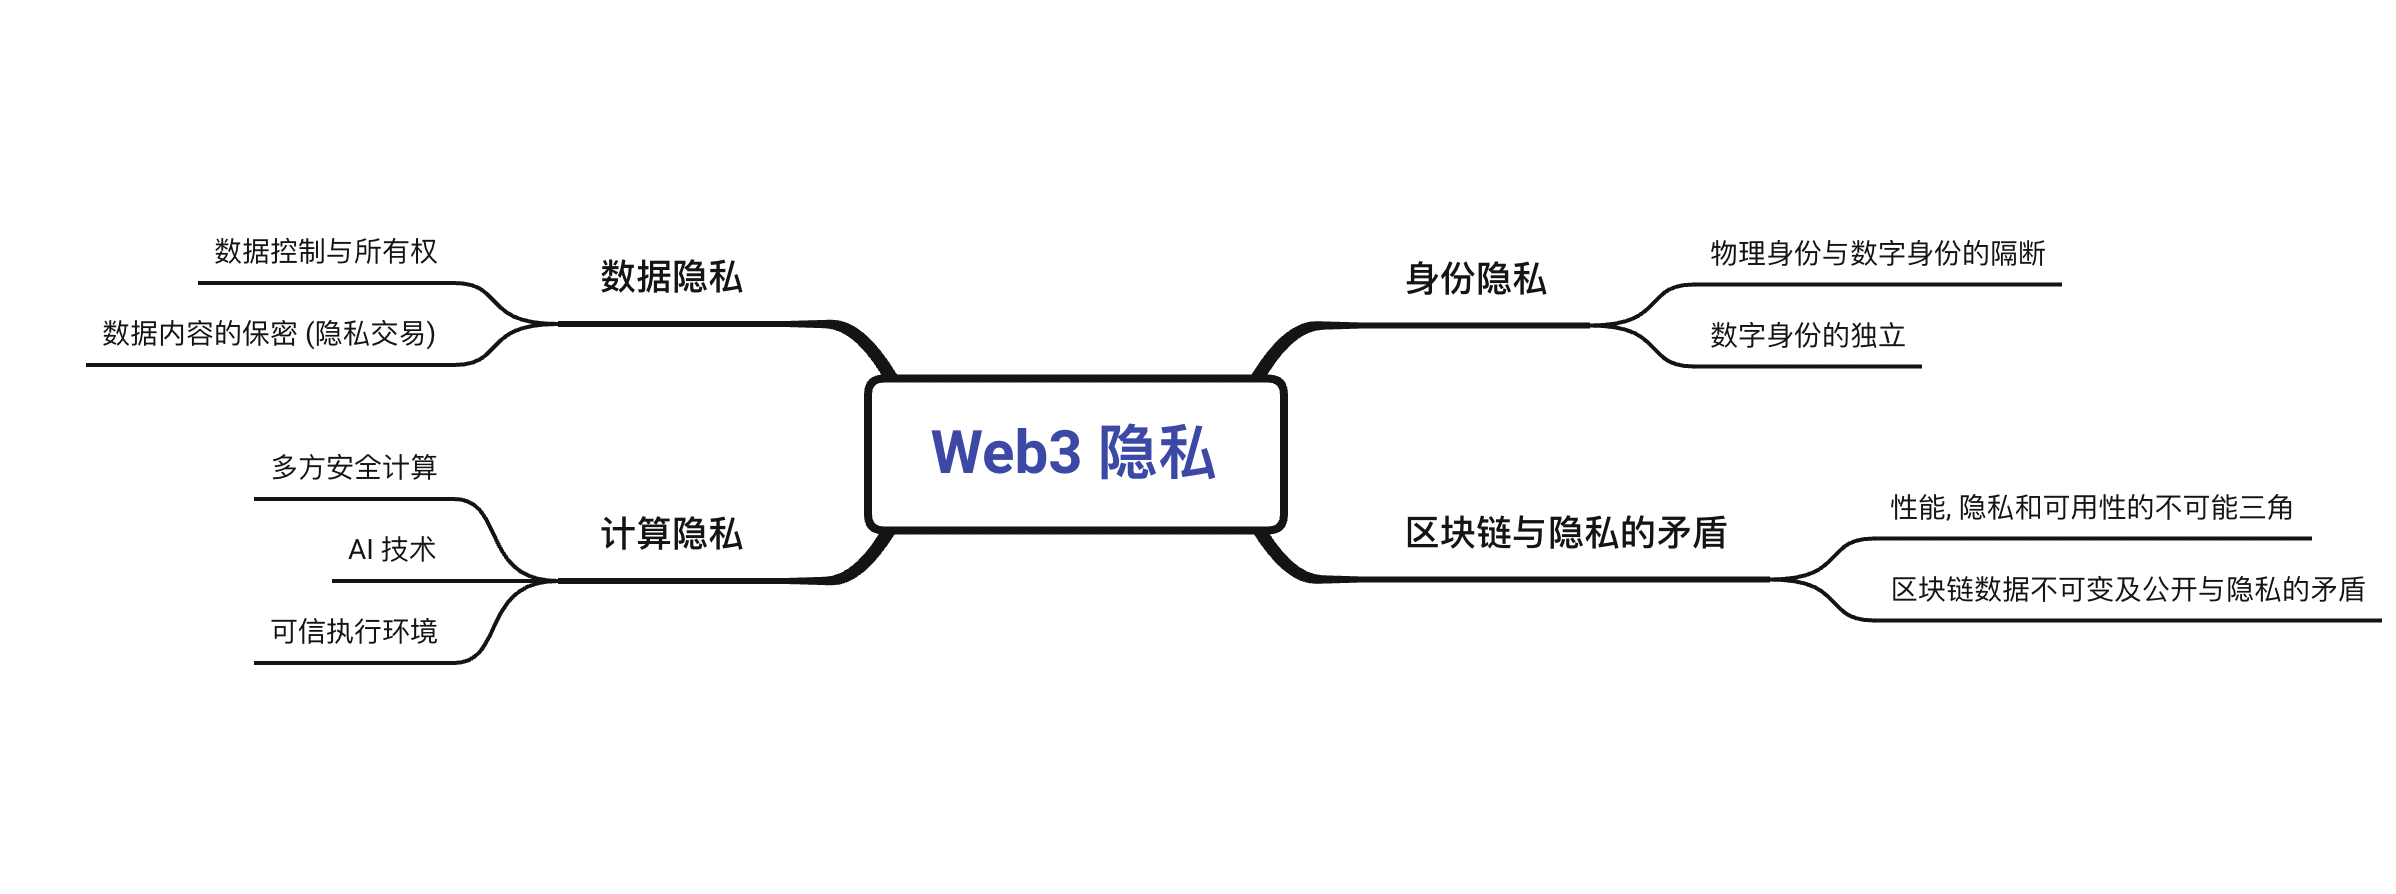 Web3 隐私
数据隐私
数据控制与所有权
数据内容的保密 (隐私交易)
计算隐私
多方安全计算
AI 技术
可信执行环境
身份隐私
物理身份与数字身份的隔断
数字身份的独立
区块链与隐私的矛盾
性能, 隐私和可用性的不可能三角
区块链数据不可变及公开与隐私的矛盾